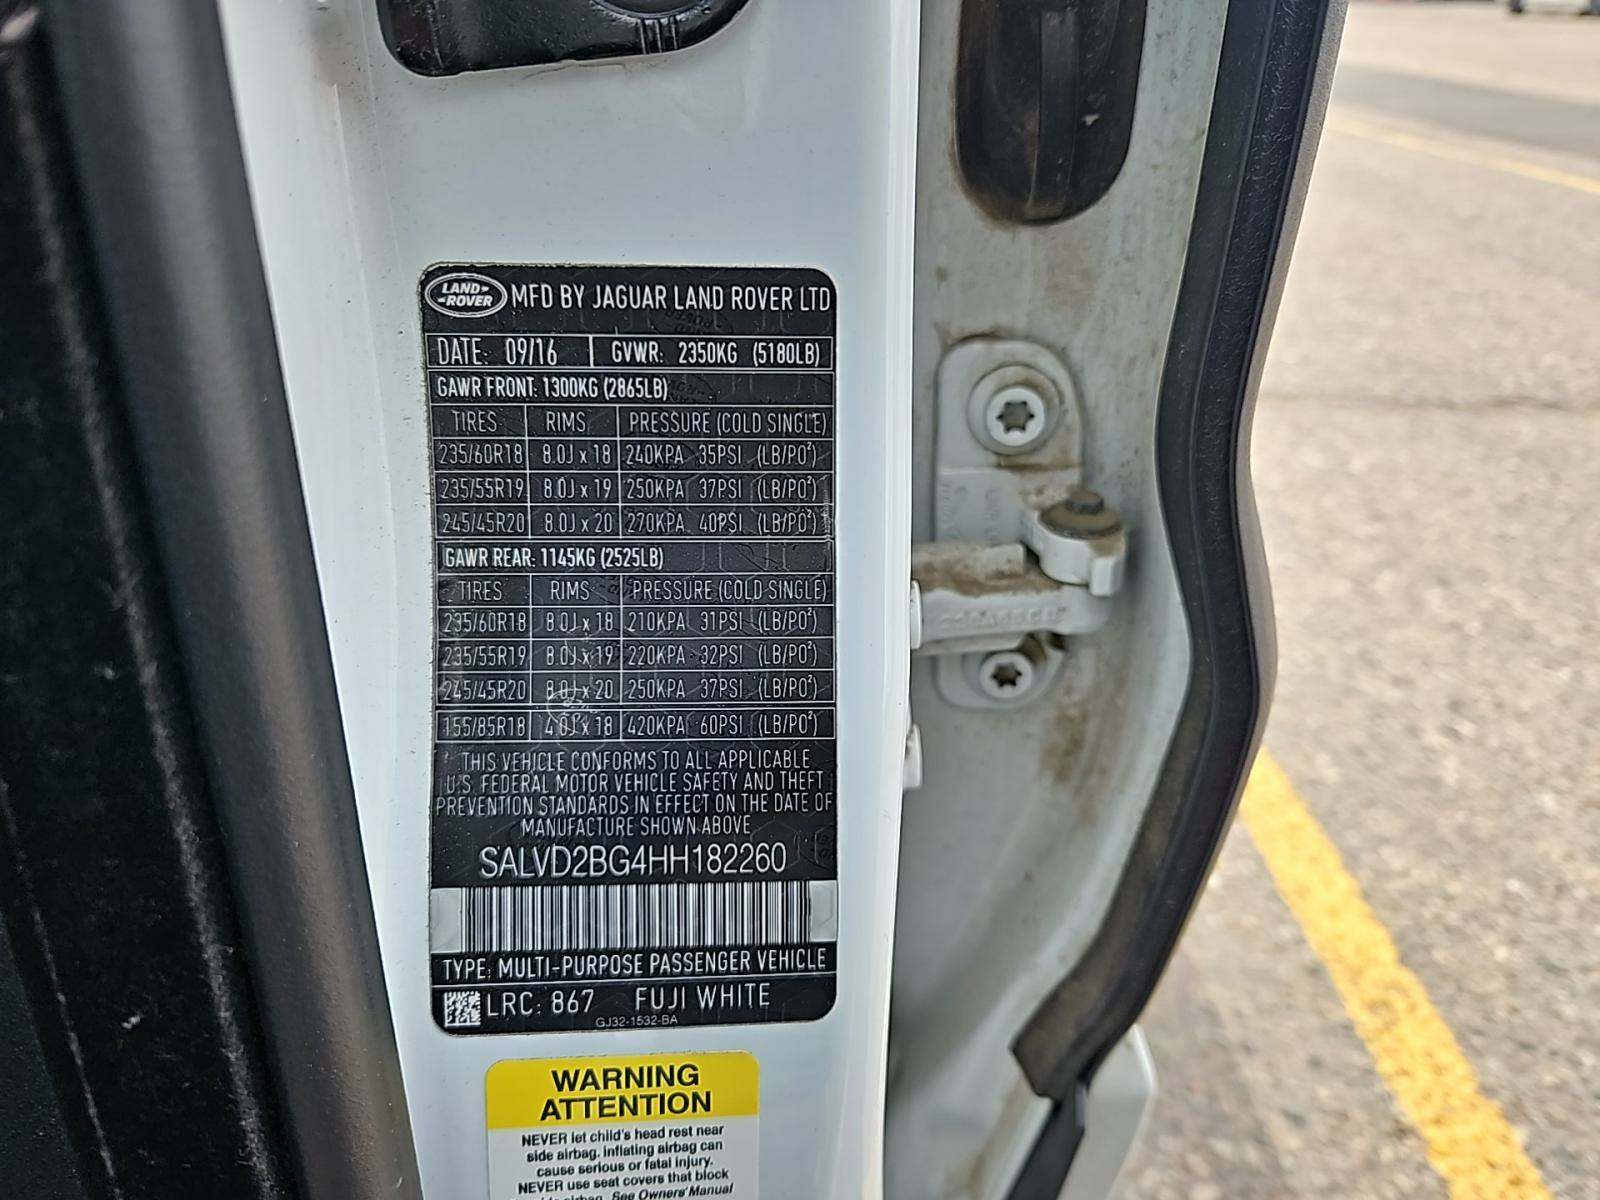 LAND ROVER MFD BY JAGUAR LAND ROVER LTD
DATE: 09/16 GVWR: 2350KG (5180LB)
GAWR FRONT: 1300KG (2865LB)
TIRES RIMS PRESSURE (COLD SINGLE)
235/60R18 8.0J x 18 240KPA 35PSI (LB/PO²)
235/55R19 8.0J x 19 250KPA 37PSI (LB/PO²)
245/45R20 8.0J x 20 270KPA 40PSI (LB/PO²)
GAWR REAR: 1145KG (2525LB)
TIRES RIMS PRESSURE (COLD SINGLE)
235/60R18 8.0J x 18 210KPA 31PSI (LB/PO²)
235/55R19 8.0J x 19 220KPA 32PSI (LB/PO²)
245/45R20 8.0J x 20 250KPA 37PSI (LB/PO²)
155/85R18 4.0J x 18 420KPA 60PSI (LB/PO²)
THIS VEHICLE CONFORMS TO ALL APPLICABLE
U.S. FEDERAL MOTOR VEHICLE SAFETY AND THEFT
PREVENTION STANDARDS IN EFFECT ON THE DATE OF
MANUFACTURE SHOWN ABOVE
SALVD2BG4HH182260
TYPE: MULTI-PURPOSE PASSENGER VEHICLE
LRC: 867 FUJI WHITE
GJ32-1532-BA
WARNING
ATTENTION
NEVER let child's head rest near
side airbag. inflating airbag can
cause serious or fatal injury.
NEVER use seat covers that block
airbag. See Owners' Manual